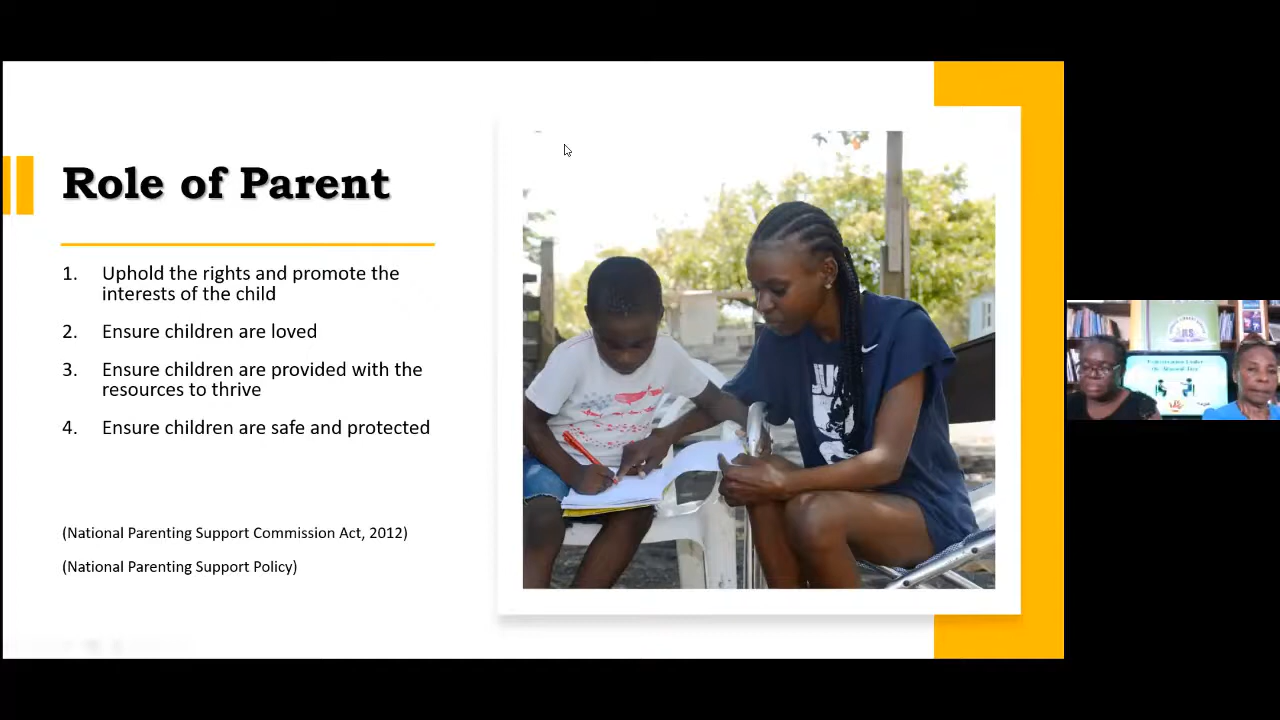 Role of Parent
1. Uphold the rights and promote the
interests of the child
2. Ensure children are loved
3. Ensure children are provided with the
resources to thrive
4. Ensure children are safe and protected
(National Parenting Support Commission Act, 2012)
(National Parenting Support Policy)
JUST